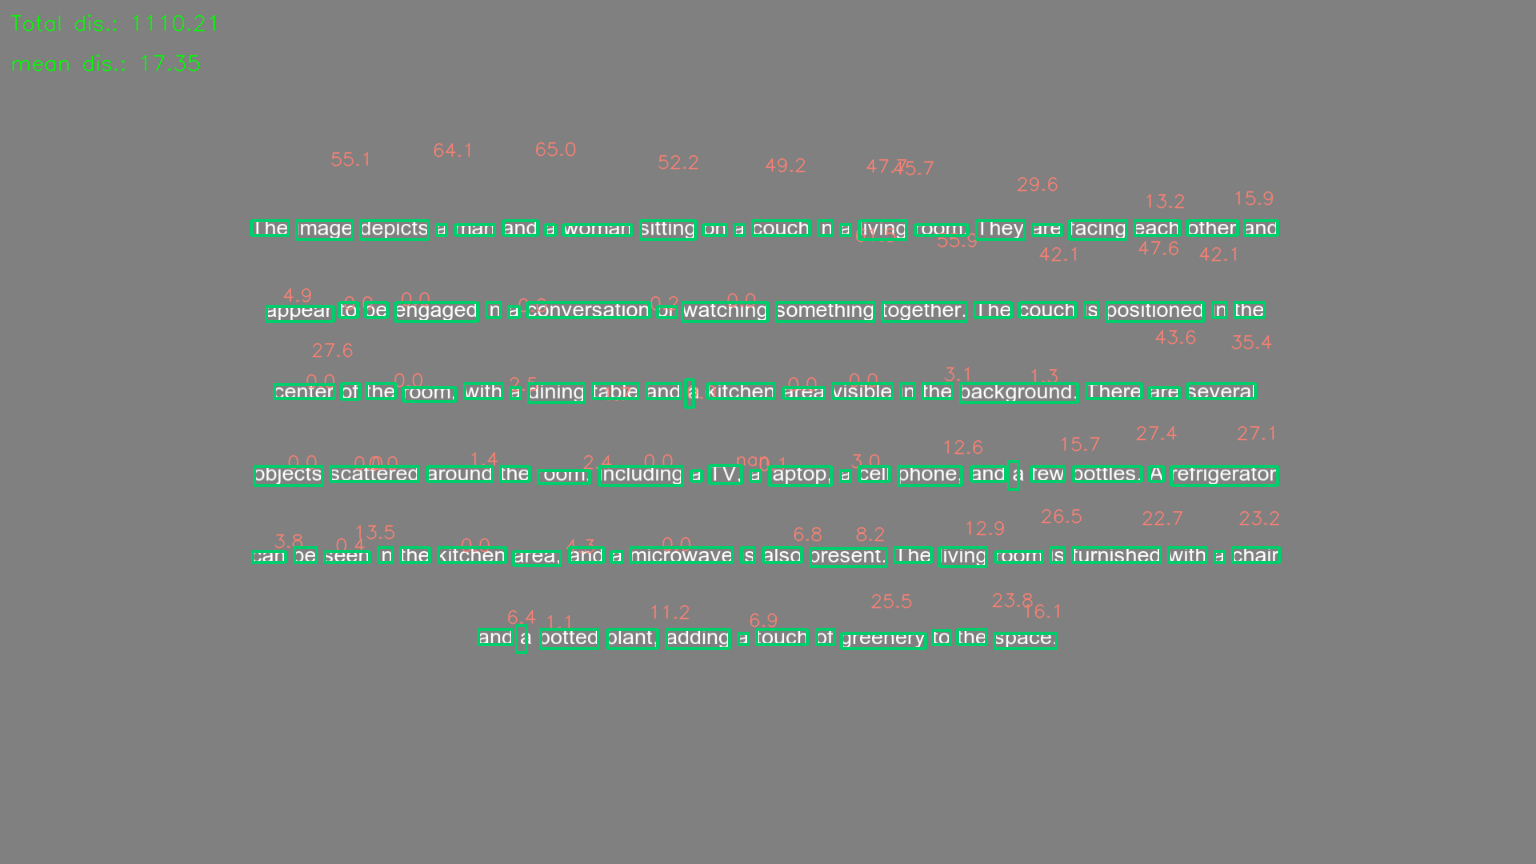 Total dis.: 1110.21
mean dis.: 17.35
55.1 64.1 65.0 52.2 49.2 47.7 45.7 29.6 13.2 15.9
The image depicts a man and a woman sitting on a couch in a living room. They are facing each other and
55.9 42.1 47.6 42.1
4.9 0.0 0.0 0.2 0.0
appear to be engaged in a conversation or watching something together. The couch is positioned in the
27.6 43.6 35.4
0.0 0.0 2.5 0.0 0.0 3.1 1.3
center of the room, with a dining table and a kitchen area visible in the background. There are several
12.6 15.7 27.4 27.1
0.0 0.0 0.0 1.4 2.4 0.0 nan 0.1 3.0
objects scattered around the room, including a TV, a laptop, a cell phone, and a few bottles. A refrigerator
3.8 0.4 13.5 0.0 4.3 0.0 6.8 8.2 12.9 26.5 22.7 23.2
can be seen in the kitchen area, and a microwave is also present. The living room is furnished with a chair
6.4 1.1 11.2 6.9 25.5 23.8 16.1
and a potted plant, adding a touch of greenery to the space.